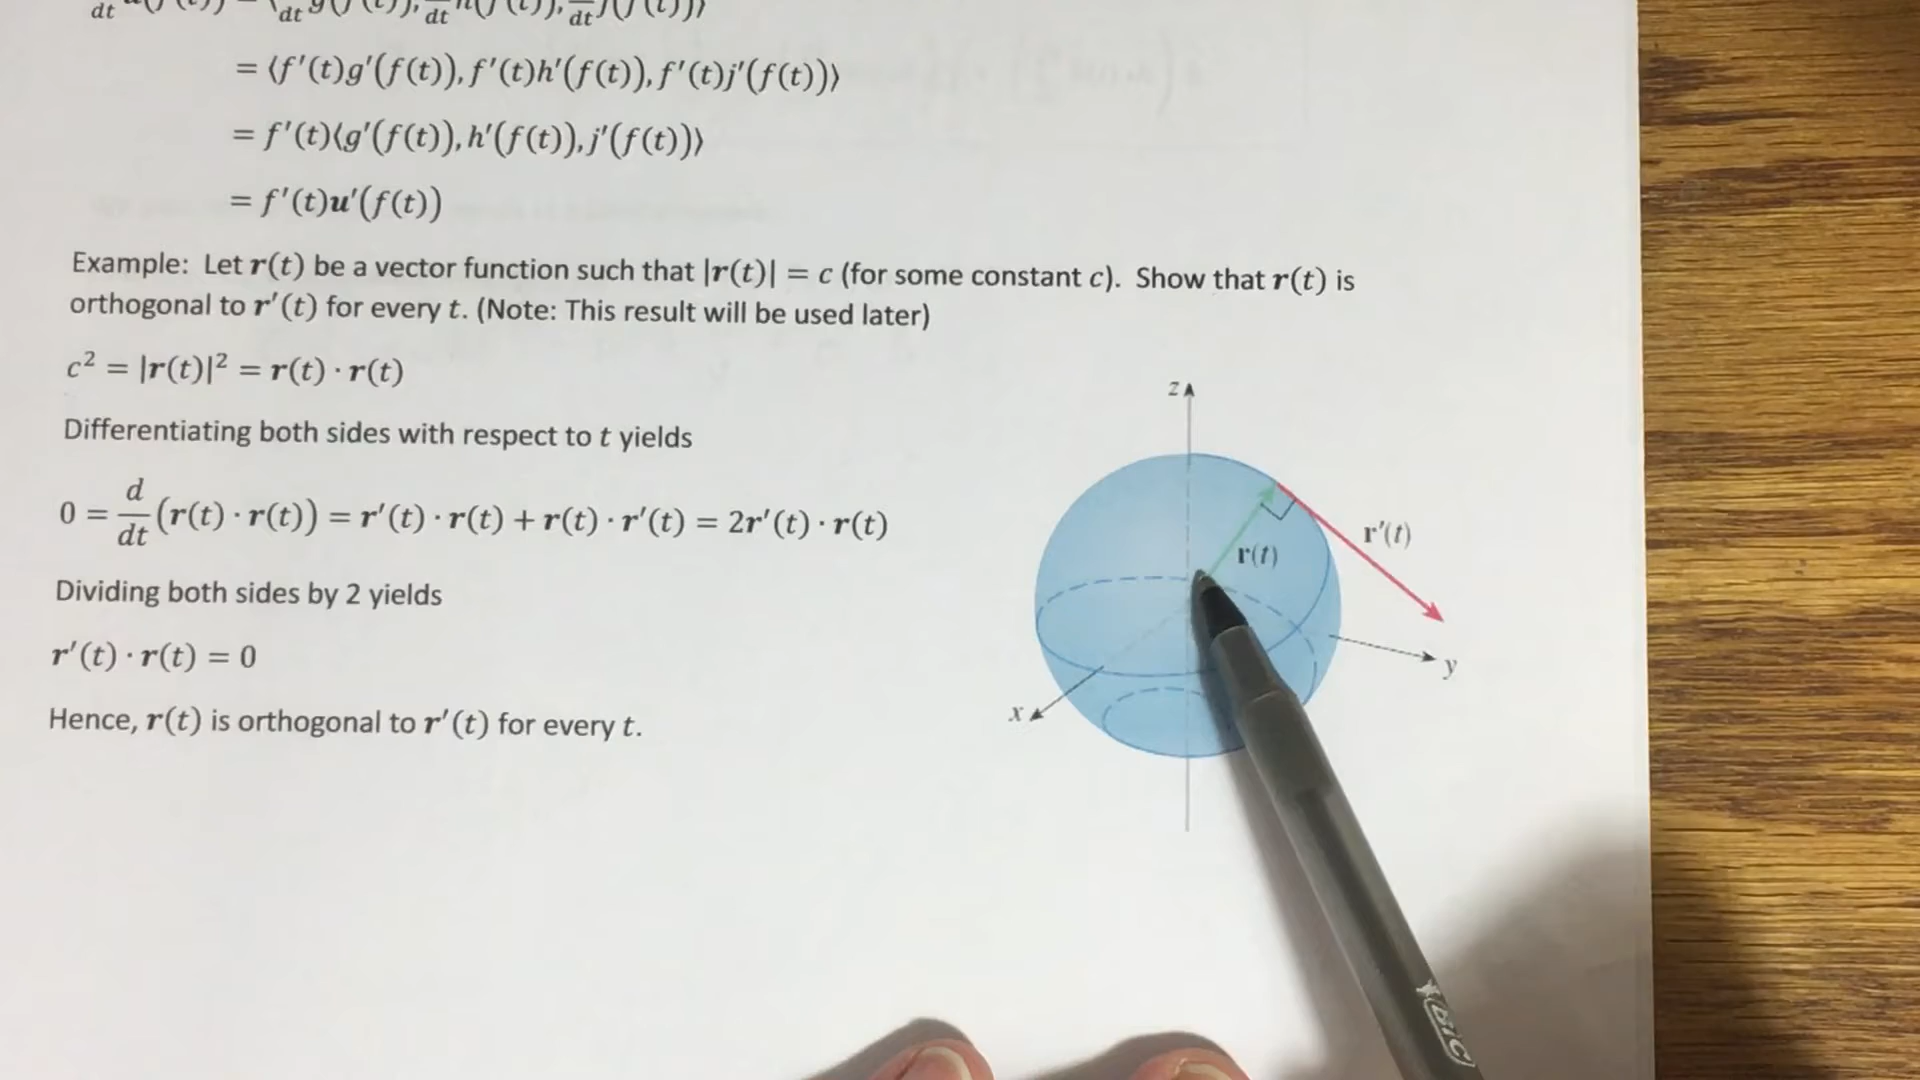 = ⟨f′(t)g′(f(t)), f′(t)h′(f(t)), f′(t)j′(f(t))⟩
= f′(t)⟨g′(f(t)), h′(f(t)), j′(f(t))⟩
= f′(t)u′(f(t))
Example: Let r(t) be a vector function such that |r(t)| = c (for some constant c). Show that r(t) is
orthogonal to r′(t) for every t. (Note: This result will be used later)
c² = |r(t)|² = r(t) · r(t)
Differentiating both sides with respect to t yields
0 = d/dt (r(t) · r(t)) = r′(t) · r(t) + r(t) · r′(t) = 2r′(t) · r(t)
Dividing both sides by 2 yields
r′(t) · r(t) = 0
Hence, r(t) is orthogonal to r′(t) for every t.
z
r(t)
r′(t)
y
x
BIC